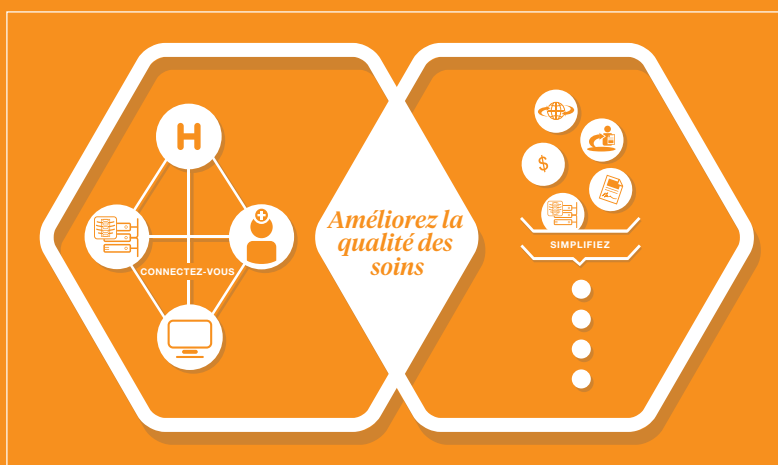 H
CONNECTEZ-VOUS
Améliorez la
qualité des
soins
$
SIMPLIFIEZ